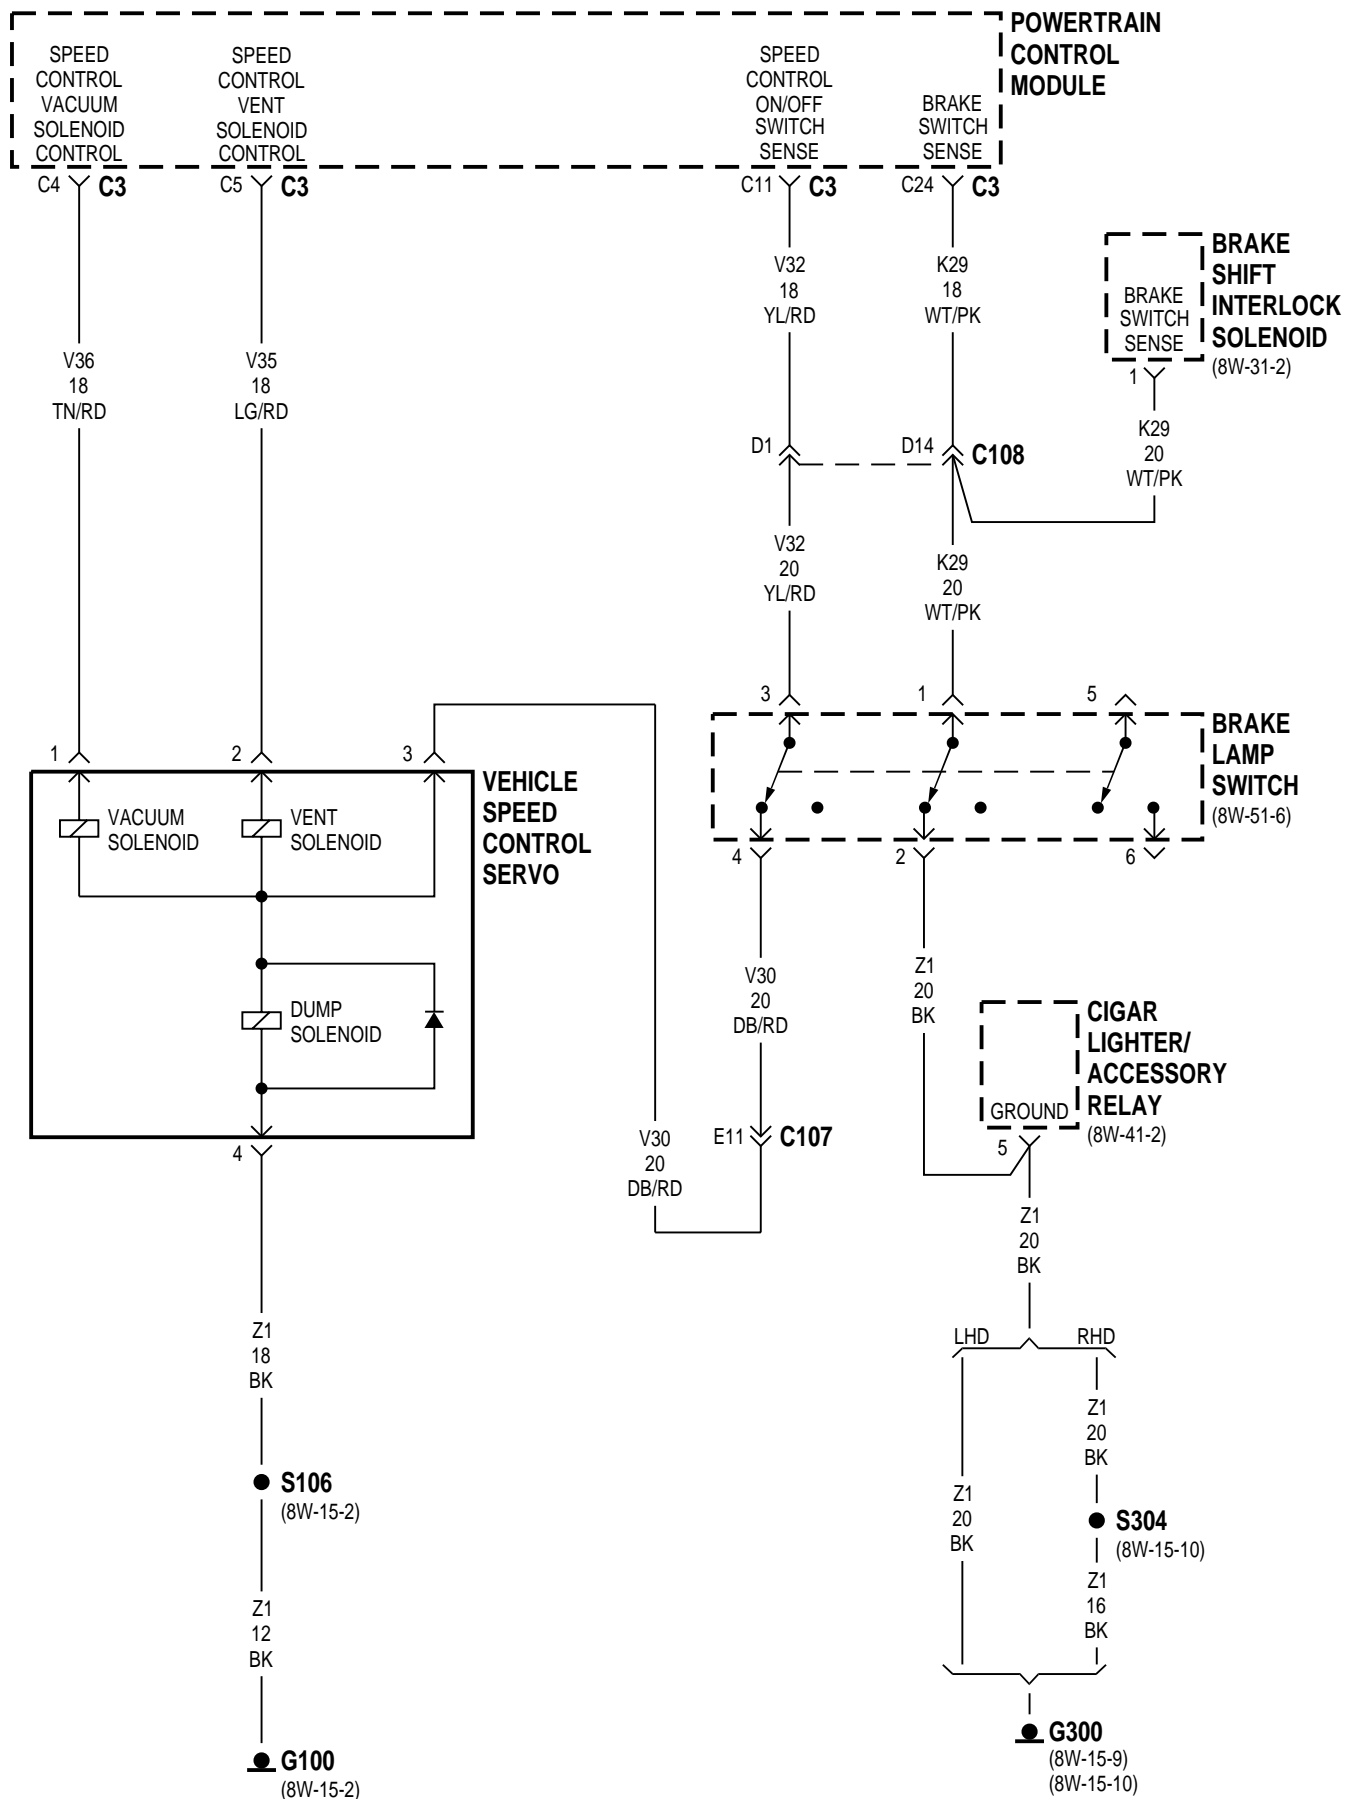 POWERTRAIN
CONTROL
MODULE
SPEED
CONTROL
VACUUM
SOLENOID
CONTROL
SPEED
CONTROL
VENT
SOLENOID
CONTROL
SPEED
CONTROL
ON/OFF
SWITCH
SENSE
BRAKE
SWITCH
SENSE
C4 C3
C5 C3
C11 C3
C24 C3
V36
18
TN/RD
V35
18
LG/RD
V32
18
YL/RD
K29
18
WT/PK
BRAKE
SWITCH
SENSE
BRAKE
SHIFT
INTERLOCK
SOLENOID
(8W-31-2)
1
K29
20
WT/PK
D1
D14
C108
V32
20
YL/RD
K29
20
WT/PK
3
1
5
BRAKE
LAMP
SWITCH
(8W-51-6)
4
2
6
1
2
3
VACUUM
SOLENOID
VENT
SOLENOID
DUMP
SOLENOID
VEHICLE
SPEED
CONTROL
SERVO
4
V30
20
DB/RD
Z1
20
BK
CIGAR
LIGHTER/
ACCESSORY
RELAY
(8W-41-2)
GROUND
5
E11
C107
V30
20
DB/RD
Z1
20
BK
LHD
RHD
Z1
18
BK
Z1
20
BK
Z1
20
BK
S106
(8W-15-2)
S304
(8W-15-10)
Z1
12
BK
Z1
16
BK
G100
(8W-15-2)
G300
(8W-15-9)
(8W-15-10)